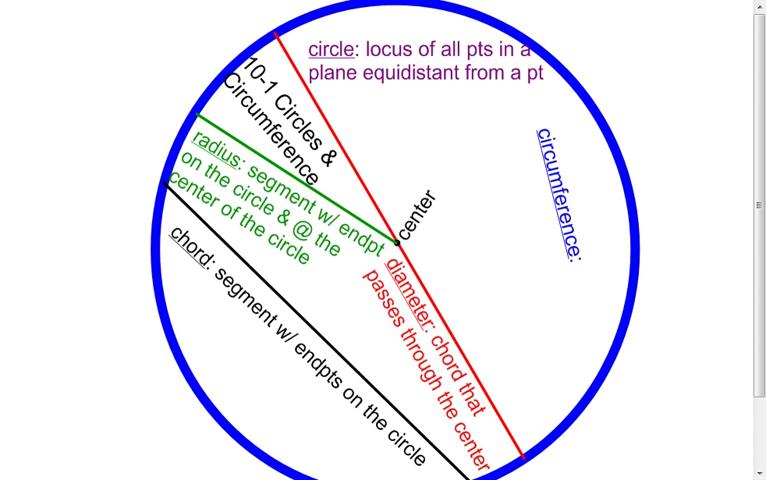 circle: locus of all pts in a
plane equidistant from a pt
10-1 Circles &
Circumference
radius: segment w/ endpt
on the circle & @ the
center of the circle
center
circumference:
chord: segment w/ endpts on the circle
diameter: chord that
passes through the center